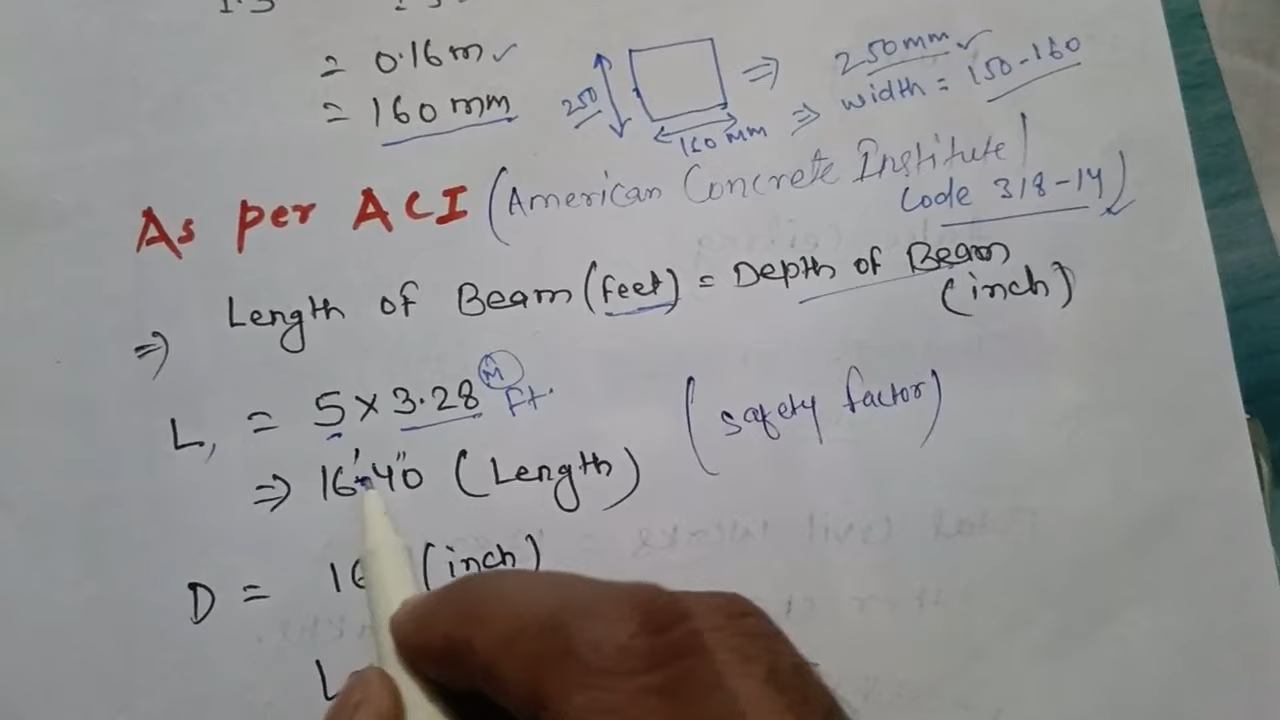 = 0.16m ✓
= 160 mm
250
160 mm
⇒ 250mm ✓
⇒ width = 150-160
As per ACI (American Concrete Institute)
Code 318-14)
⇒ Length of Beam (feet) = Depth of Beam
(inch)
L, = 5 x 3.28 ft.
M
(safety factor)
⇒ 16'.40" (Length)
D = 16 (inch)
L